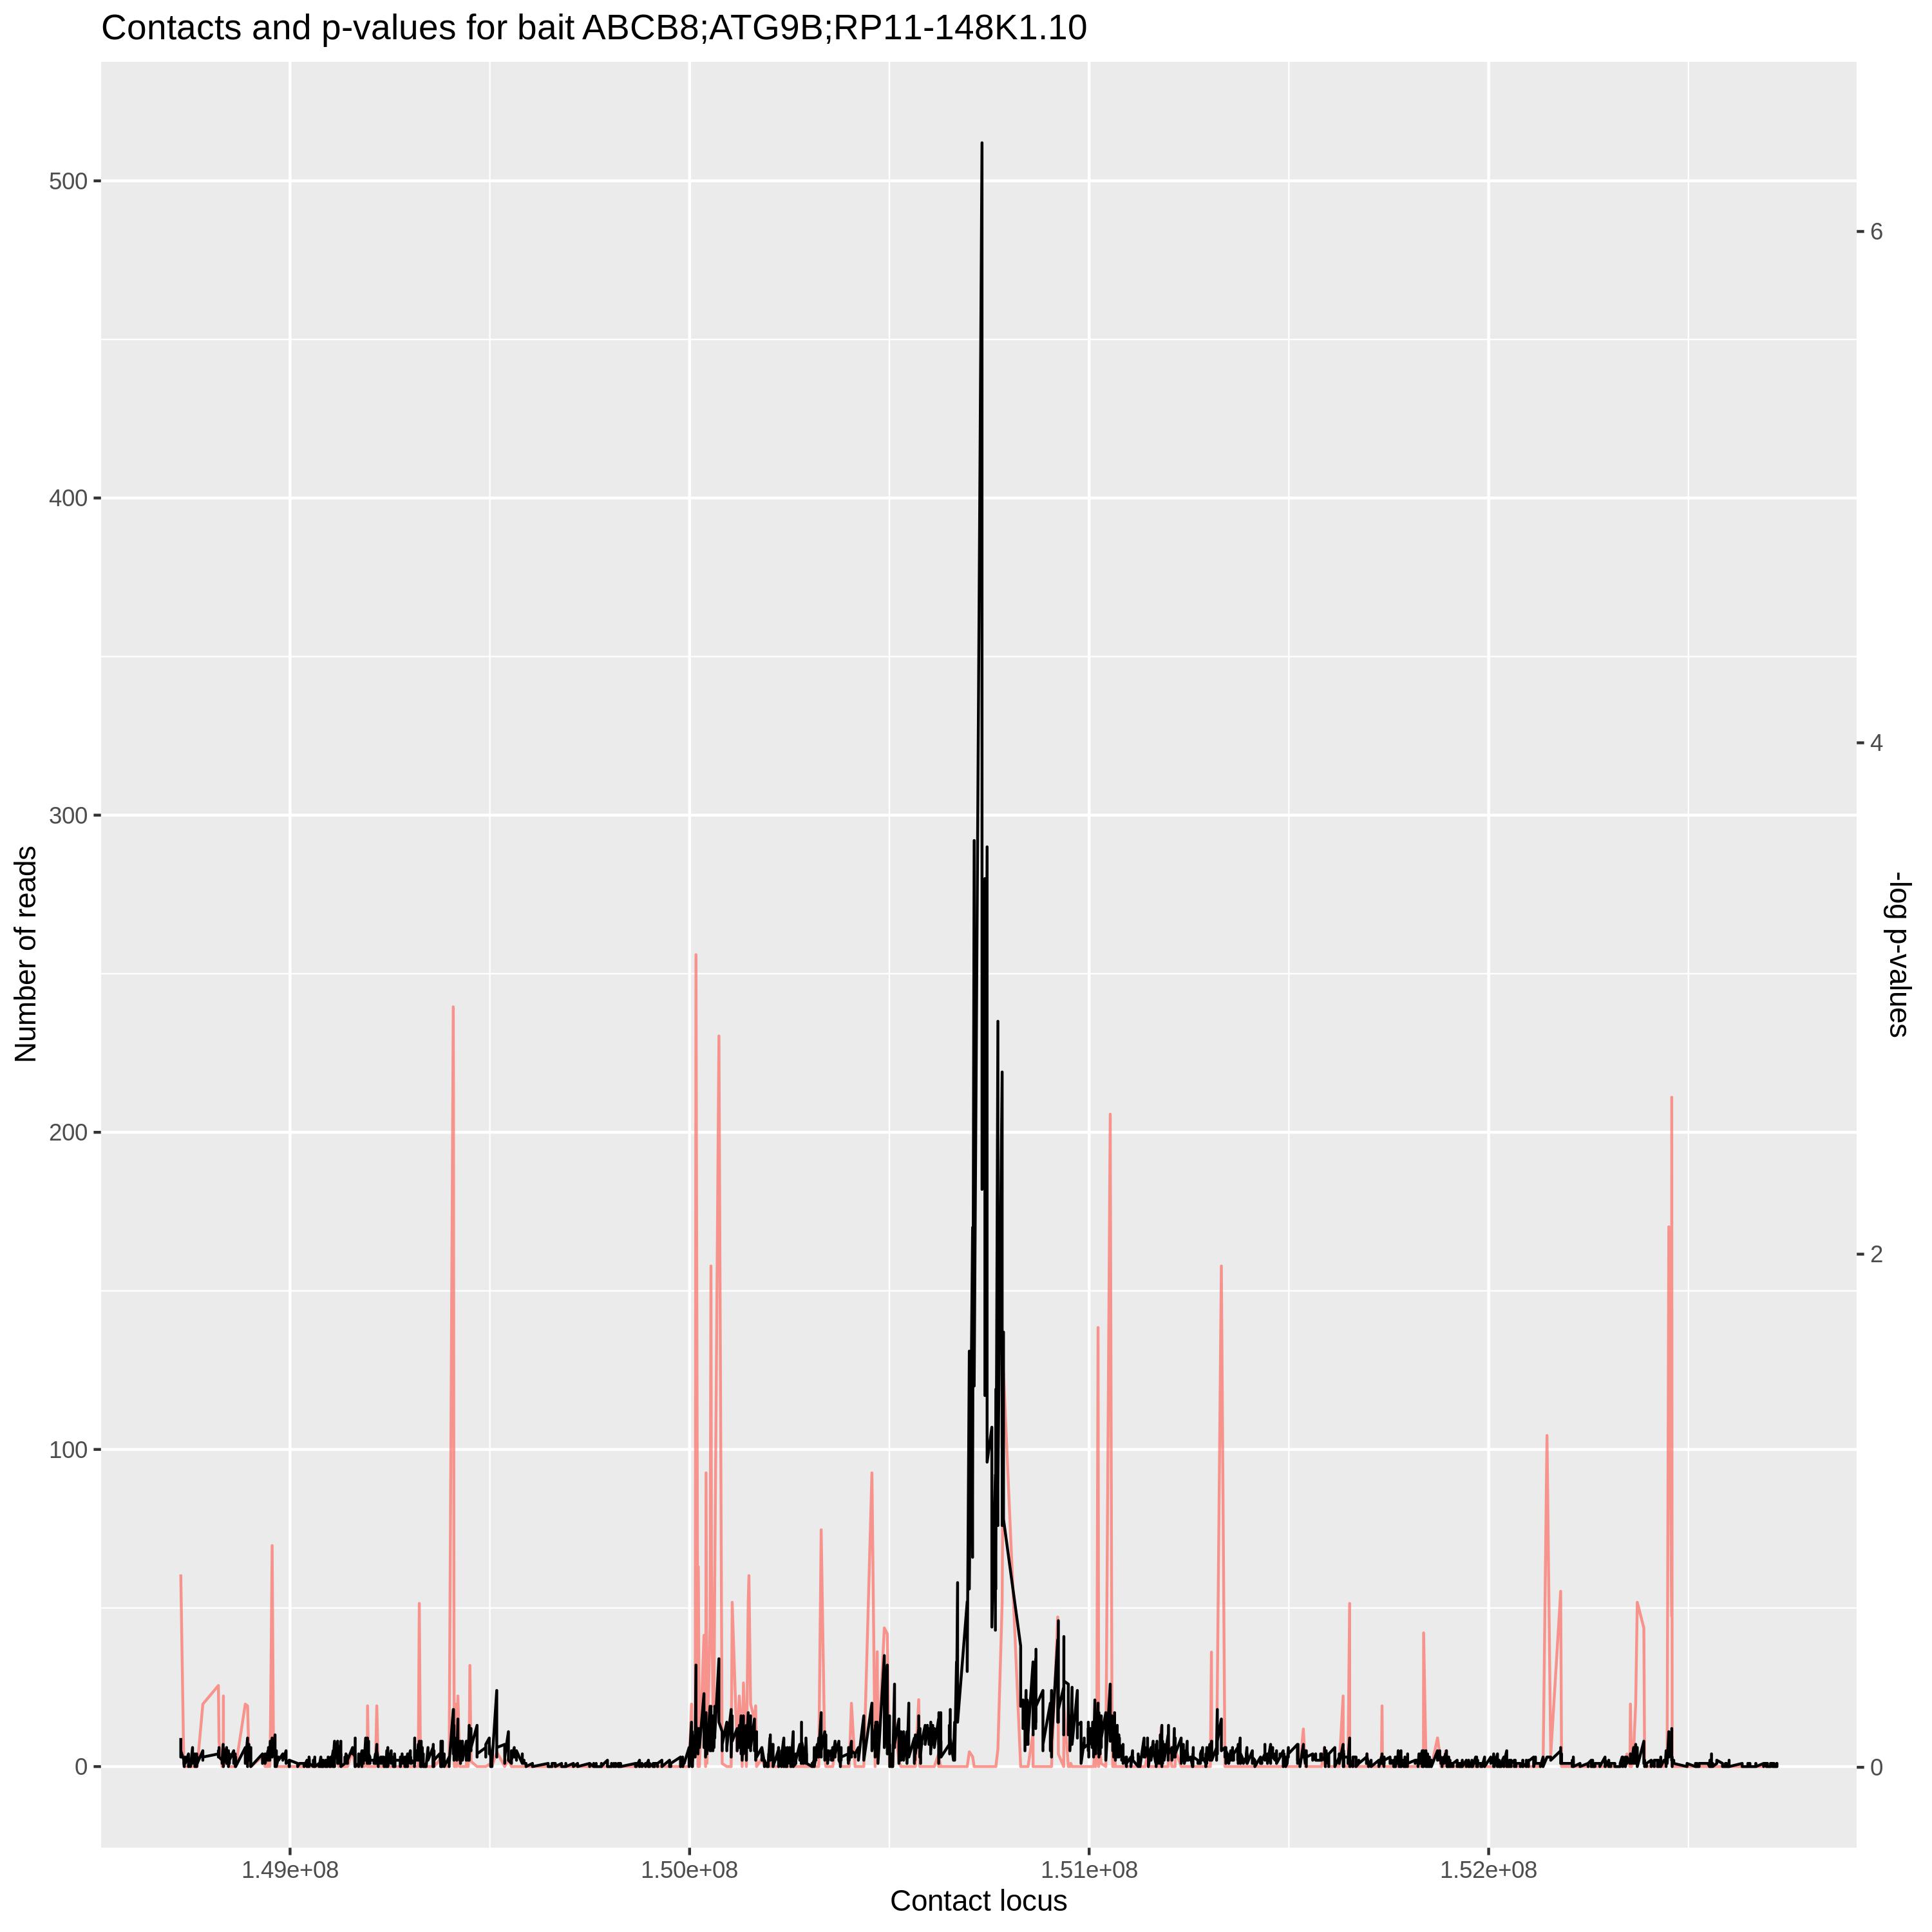 Contacts and p-values for bait ABCB8;ATG9B;RP11-148K1.10
500
400
300
200
100
0
Number of reads
6
4
2
0
-log p-values
1.49e+08 1.50e+08 1.51e+08 1.52e+08
Contact locus